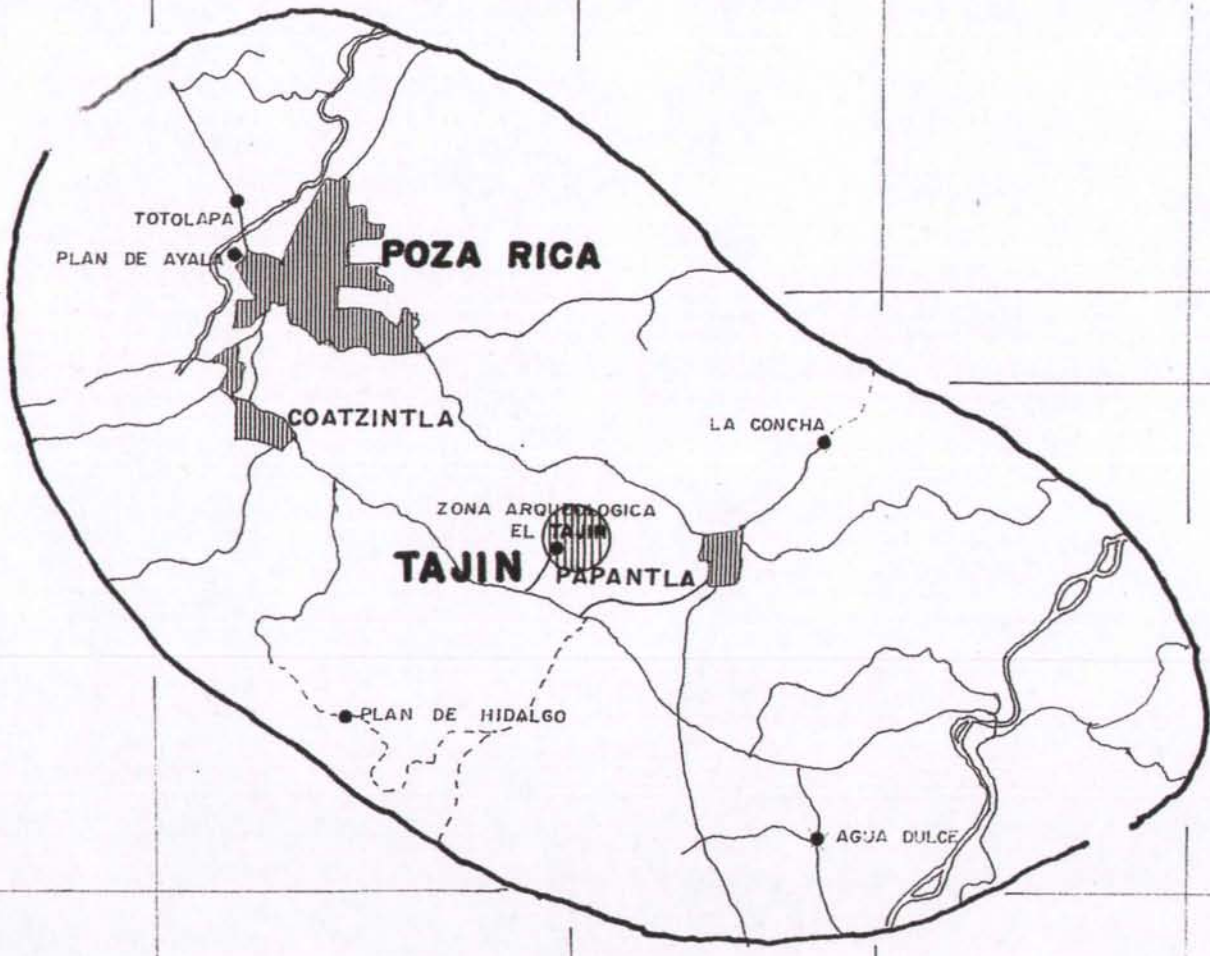 TOTOLAPA
PLAN DE AYALA
POZA RICA
COATZINTLA
LA CONCHA
ZONA ARQUEOLOGICA
EL TAJIN
TAJIN
PAPANTLA
PLAN DE HIDALGO
AGUA DULCE